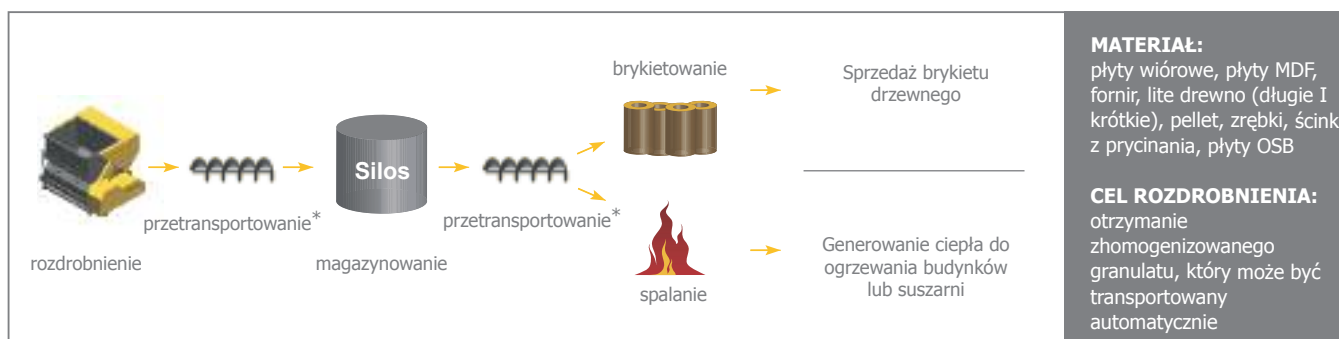 rozdrobnienie
przetransportowanie*
Silos
magazynowanie
przetransportowanie*
brykietowanie
Sprzedaż brykietu
drzewnego
spalanie
Generowanie ciepła do
ogrzewania budynków
lub suszarni
MATERIAŁ:
płyty wiórowe, płyty MDF,
fornir, lite drewno (długie I
krótkie), pellet, zrębki, ścink
z prycinania, płyty OSB
CEL ROZDROBNIENIA:
otrzymanie
zhomogenizowanego
granulatu, który może być
transportowany
automatycznie